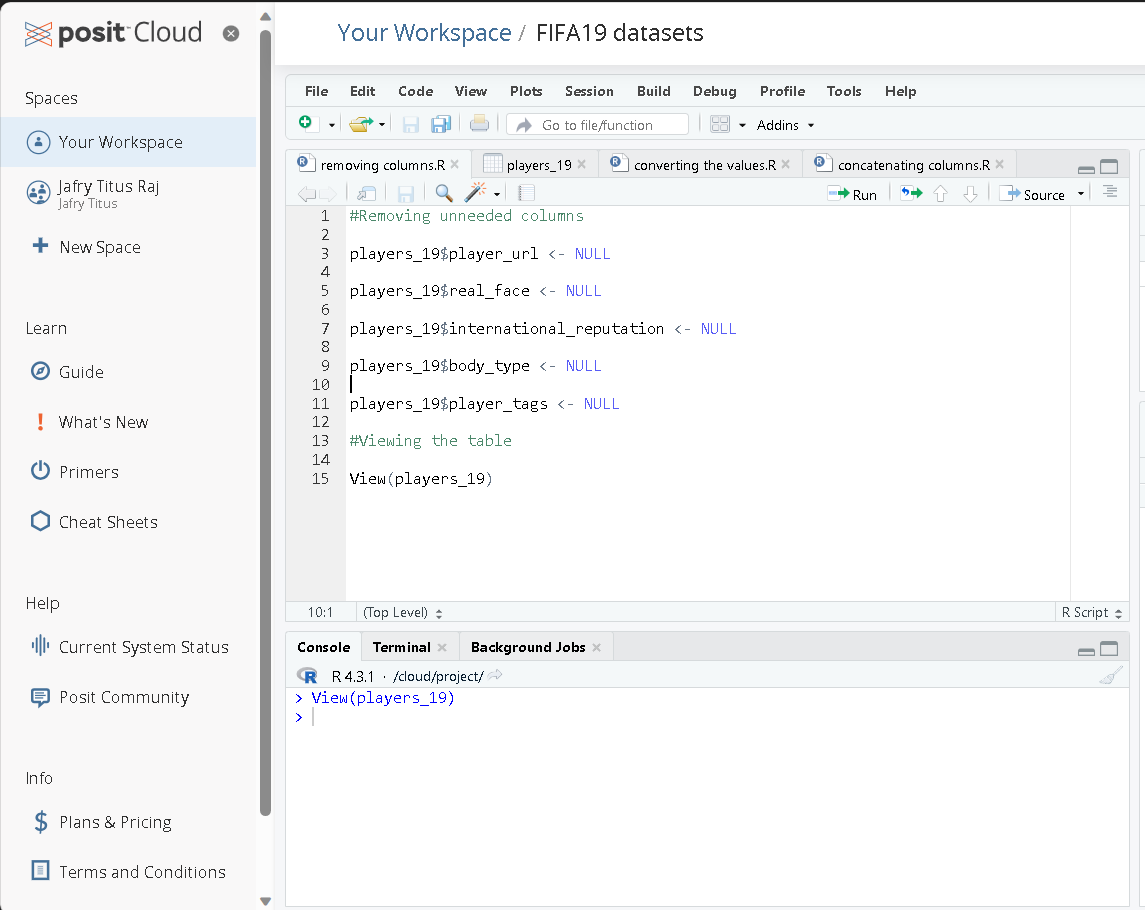 posit Cloud
Your Workspace / FIFA19 datasets
Spaces
Your Workspace
Jafry Titus Raj
Jafry Titus
New Space
Learn
Guide
What's New
Primers
Cheat Sheets
Help
Current System Status
Posit Community
Info
Plans & Pricing
Terms and Conditions
File Edit Code View Plots Session Build Debug Profile Tools Help
Go to file/function Addins
removing columns.R players_19 converting the values.R concatenating columns.R
Run Source
1 #Removing unneeded columns
2
3 players_19$player_url <- NULL
4
5 players_19$real_face <- NULL
6
7 players_19$international_reputation <- NULL
8
9 players_19$body_type <- NULL
10
11 players_19$player_tags <- NULL
12
13 #Viewing the table
14
15 View(players_19)
10:1 (Top Level) R Script
Console Terminal Background Jobs
R R 4.3.1 · /cloud/project/
> View(players_19)
>